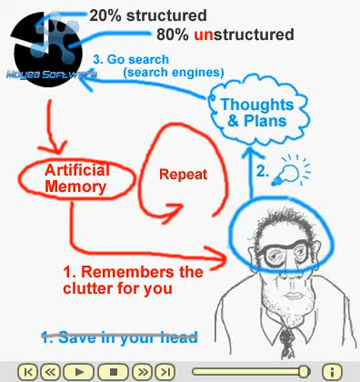 20% structured
80% unstructured
Moyea Software
3. Go search
(search engines)
Thoughts
& Plans
Artificial
Memory
Repeat
2.
1. Remembers the
clutter for you
1. Save in your head